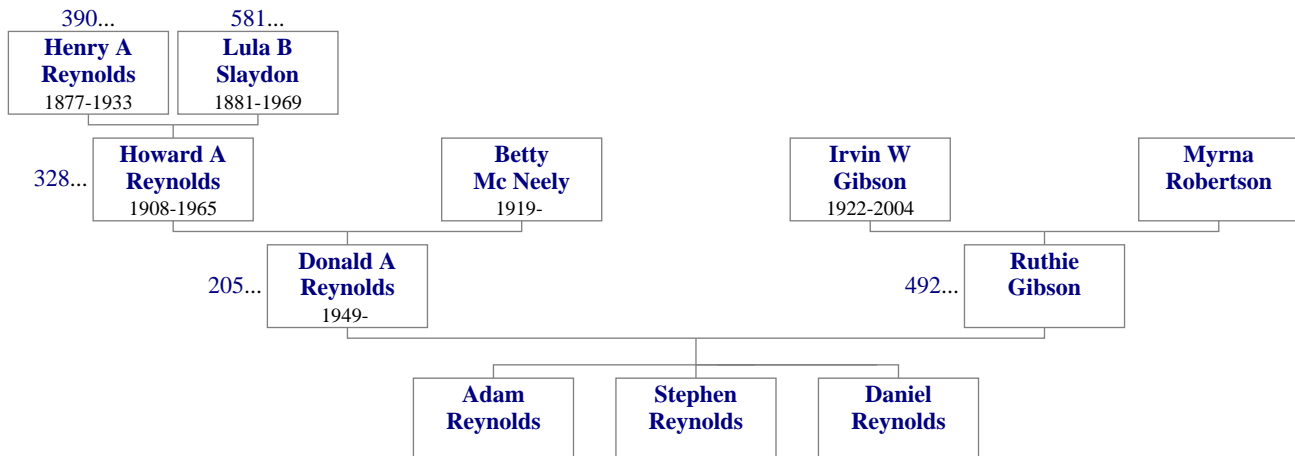 390...
581...
Henry A
Reynolds
1877-1933
Lula B
Slaydon
1881-1969
328...
Howard A
Reynolds
1908-1965
Betty
Mc Neely
1919-
Irvin W
Gibson
1922-2004
Myrna
Robertson
205...
Donald A
Reynolds
1949-
492...
Ruthie
Gibson
Adam
Reynolds
Stephen
Reynolds
Daniel
Reynolds